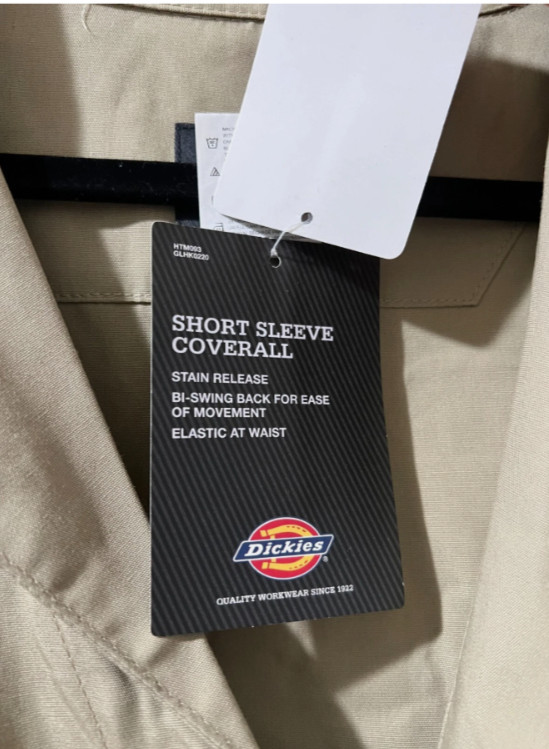 HTM093
GLHK0220
SHORT SLEEVE
COVERALL
STAIN RELEASE
BI-SWING BACK FOR EASE
OF MOVEMENT
ELASTIC AT WAIST
Dickies®
QUALITY WORKWEAR SINCE 1922